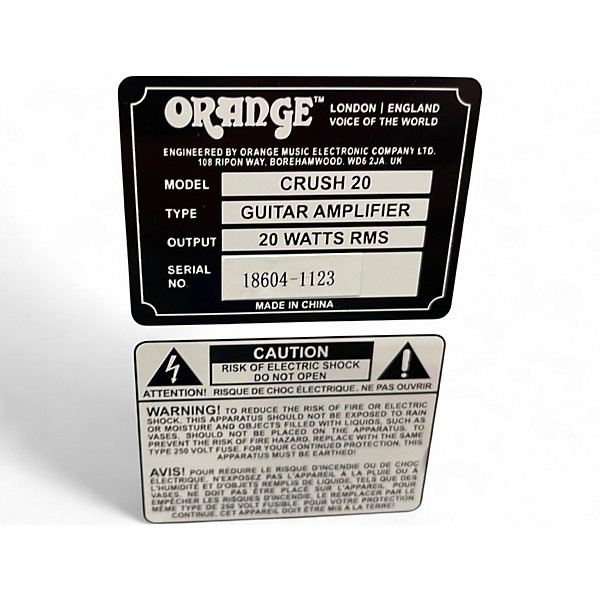 ORANGE™
LONDON | ENGLAND
VOICE OF THE WORLD
ENGINEERED BY ORANGE MUSIC ELECTRONIC COMPANY LTD.
108 RIPON WAY, BOREHAMWOOD, WD6 2JA. UK
MODEL CRUSH 20
TYPE GUITAR AMPLIFIER
OUTPUT 20 WATTS RMS
SERIAL NO. 18604-1123
MADE IN CHINA
CAUTION
RISK OF ELECTRIC SHOCK
DO NOT OPEN
ATTENTION! RISQUE DE CHOC ÉLECTRIQUE. NE PAS OUVRIR
WARNING! TO REDUCE THE RISK OF FIRE OR ELECTRIC
SHOCK. THIS APPARATUS SHOULD NOT BE EXPOSED TO RAIN
OR MOISTURE AND OBJECTS FILLED WITH LIQUIDS, SUCH AS
VASES, SHOULD NOT BE PLACED ON THE APPARATUS. TO
PREVENT THE RISK OF FIRE HAZARD, REPLACE WITH THE SAME
TYPE 250 VOLT FUSE. FOR YOUR CONTINUED PROTECTION, THIS
APPARATUS MUST BE EARTHED!
AVIS! POUR RÉDUIRE LE RISQUE D'INCENDIE OU DE CHOC
ÉLECTRIQUE, N'EXPOSEZ PAS L'APPAREIL A LA PLUIE OU A
L'HUMIDITÉ ET D'OBJETS REMPLIS DE LIQUIDE, TELS QUE DES
VASES, NE DOIT PAS ÊTRE PLACÉ SUR L'APPAREIL. POUR
EMPÊCHER LES RISQUES D'INCENDIE, LE REMPLACER PAR LE
MÊME TYPE DE 250 VOLT FUSIBLE. POUR VOTRE PROTECTION
CONTINUE, CET APPAREIL DOIT ÊTRE MIS À LA TERRE!